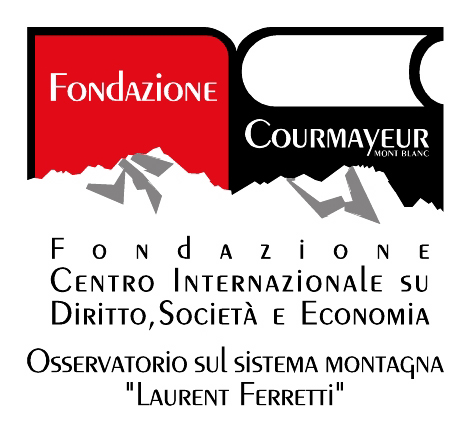 Fondazione
Courmayeur
MONT BLANC
Fondazione
Centro Internazionale su
Diritto, Società e Economia
Osservatorio sul sistema montagna
"Laurent Ferretti"